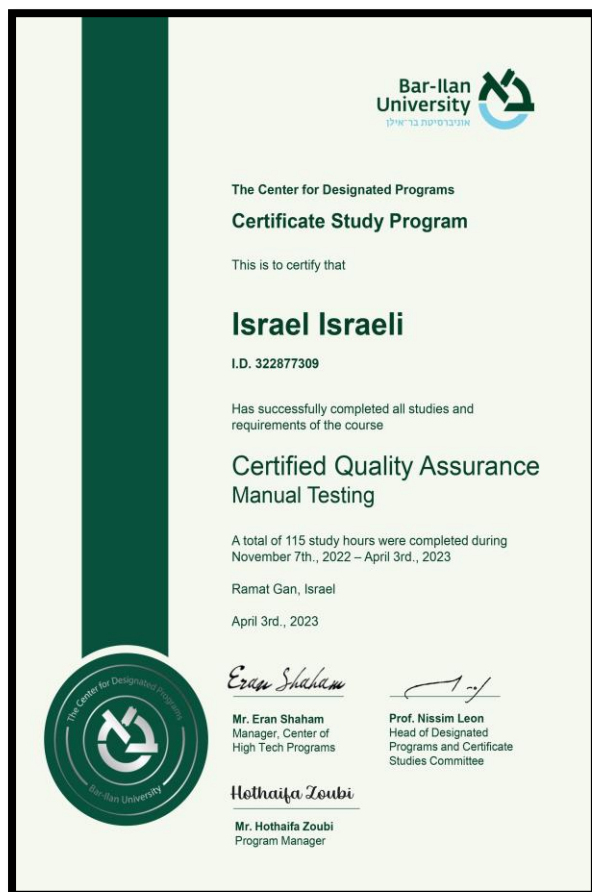 Bar-Ilan
University
אוניברסיטת בר-אילן
The Center for Designated Programs
Certificate Study Program
This is to certify that
Israel Israeli
I.D. 322877309
Has successfully completed all studies and
requirements of the course
Certified Quality Assurance
Manual Testing
A total of 115 study hours were completed during
November 7th., 2022 – April 3rd., 2023
Ramat Gan, Israel
April 3rd., 2023
Eran Shaham
Mr. Eran Shaham
Manager, Center of
High Tech Programs
Prof. Nissim Leon
Head of Designated
Programs and Certificate
Studies Committee
Hothaifa Zoubi
Mr. Hothaifa Zoubi
Program Manager
The Center for Designated Programs
Bar-Ilan University